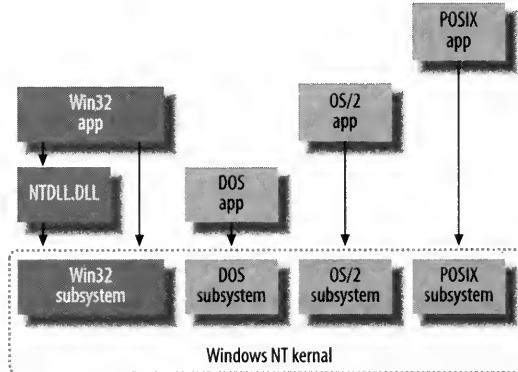 POSIX
app
Win32
app
OS/2
app
NTDLL.DLL
DOS
app
Win32
subsystem
DOS
subsystem
OS/2
subsystem
POSIX
subsystem
Windows NT kernal